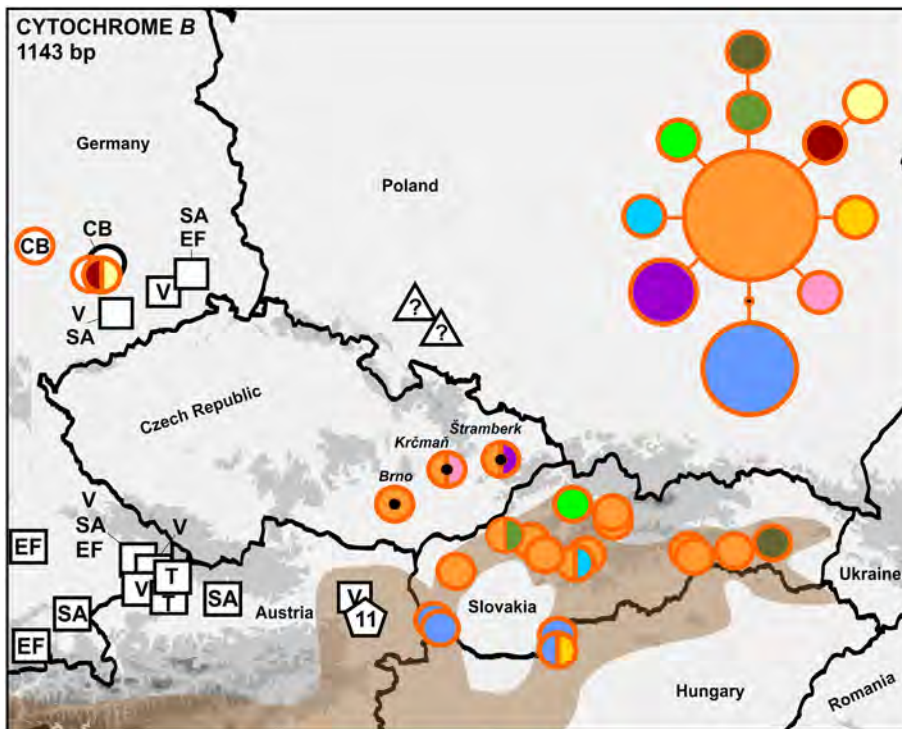 CYTOCHROME B
1143 bp
Germany
Poland
SA
EF
CB
CB
V
V
SA
?
?
Czech Republic
Štramberk
Krčmaň
Brno
V
SA
EF
V
EF
T
V
T
SA
SA
EF
Austria
V
11
Slovakia
Ukraine
Hungary
Romania